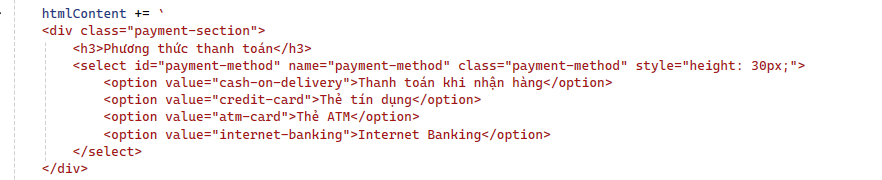 htmlContent += `
<div class="payment-section">
<h3>Phương thức thanh toán</h3>
<select id="payment-method" name="payment-method" class="payment-method" style="height: 30px;">
<option value="cash-on-delivery">Thanh toán khi nhận hàng</option>
<option value="credit-card">Thẻ tín dụng</option>
<option value="atm-card">Thẻ ATM</option>
<option value="internet-banking">Internet Banking</option>
</select>
</div>